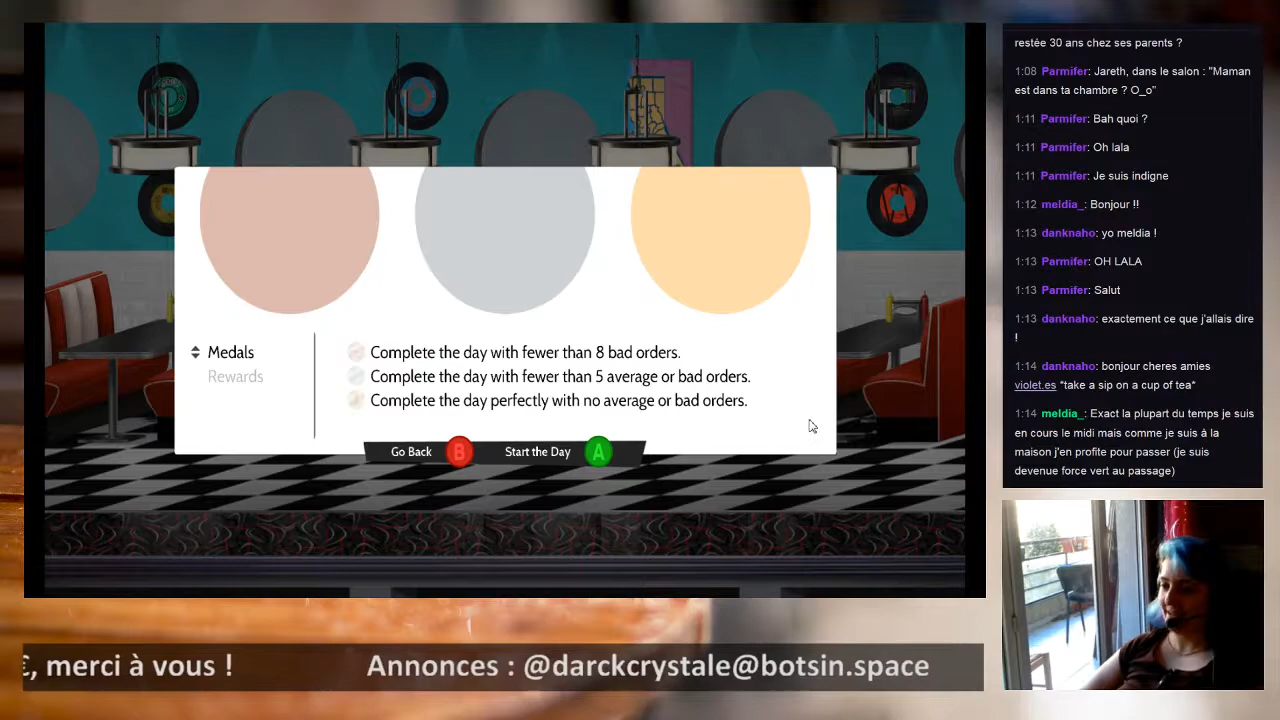 Medals
Rewards
Complete the day with fewer than 8 bad orders.
Complete the day with fewer than 5 average or bad orders.
Complete the day perfectly with no average or bad orders.
Go Back B Start the Day A
restée 30 ans chez ses parents ?
1:08 Parmifer: Jareth, dans le salon : "Maman
est dans ta chambre ? O_o"
1:11 Parmifer: Bah quoi ?
1:11 Parmifer: Oh lala
1:11 Parmifer: Je suis indigne
1:12 meldia_: Bonjour !!
1:13 danknaho: yo meldia !
1:13 Parmifer: OH LALA
1:13 Parmifer: Salut
1:13 danknaho: exactement ce que j'allais dire
!
1:14 danknaho: bonjour cheres amies
violet.es *take a sip on a cup of tea*
1:14 meldia_: Exact la plupart du temps je suis
en cours le midi mais comme je suis à la
maison j'en profite pour passer (je suis
devenue force vert au passage)
€, merci à vous ! Annonces : @darckcrystale@botsin.space